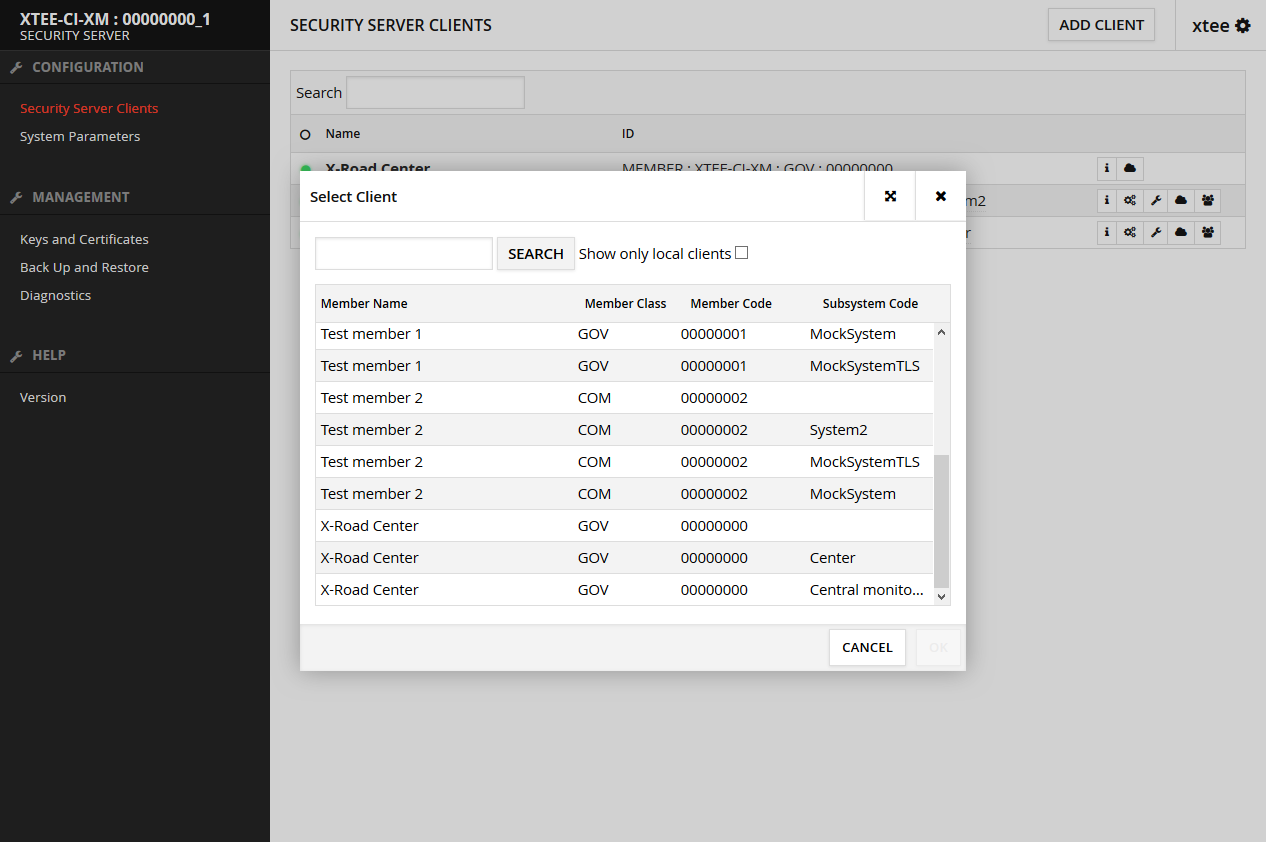 XTEE-CI-XM : 00000000_1
SECURITY SERVER
CONFIGURATION
Security Server Clients
System Parameters
MANAGEMENT
Keys and Certificates
Back Up and Restore
Diagnostics
HELP
Version
SECURITY SERVER CLIENTS
ADD CLIENT
xtee
Search
Name ID
X-Road Center MEMBER : XTEE-CI-XM : GOV : 00000000
m2
r
Select Client
SEARCH Show only local clients
Member Name Member Class Member Code Subsystem Code
Test member 1 GOV 00000001 MockSystem
Test member 1 GOV 00000001 MockSystemTLS
Test member 2 COM 00000002
Test member 2 COM 00000002 System2
Test member 2 COM 00000002 MockSystemTLS
Test member 2 COM 00000002 MockSystem
X-Road Center GOV 00000000
X-Road Center GOV 00000000 Center
X-Road Center GOV 00000000 Central monito...
CANCEL OK